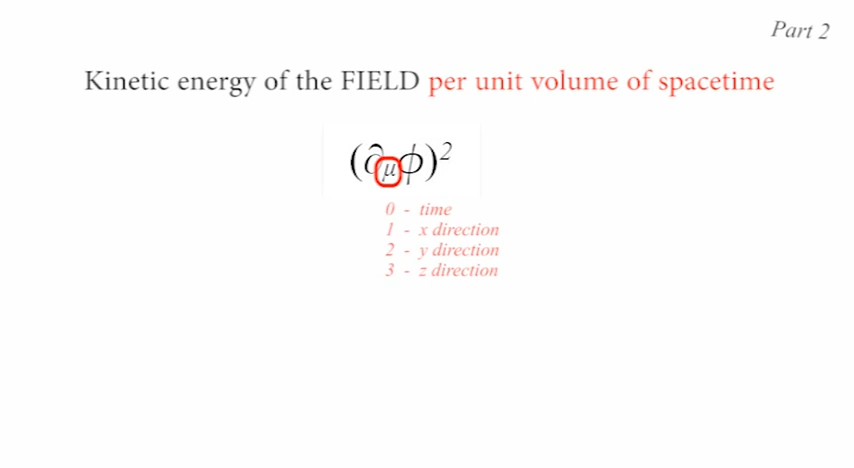 Part 2
Kinetic energy of the FIELD per unit volume of spacetime
(∂μϕ)²
0 - time
1 - x direction
2 - y direction
3 - z direction